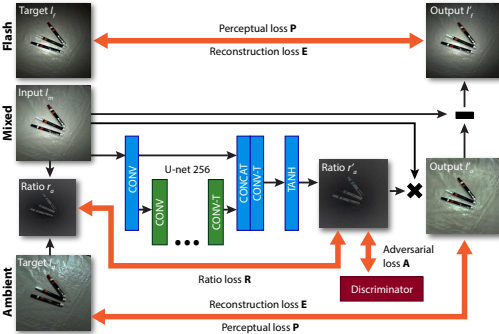 Flash
Target I_f
Perceptual loss P
Reconstruction loss E
Output I'_f
Mixed
Input I_m
U-net 256
CONV
CONV
CONV-T
CONCAT
CONV-T
TANH
Ratio r_a
Ratio r'_a
Output I'_a
Adversarial
loss A
Ratio loss R
Discriminator
Ambient
Target I_a
Reconstruction loss E
Perceptual loss P